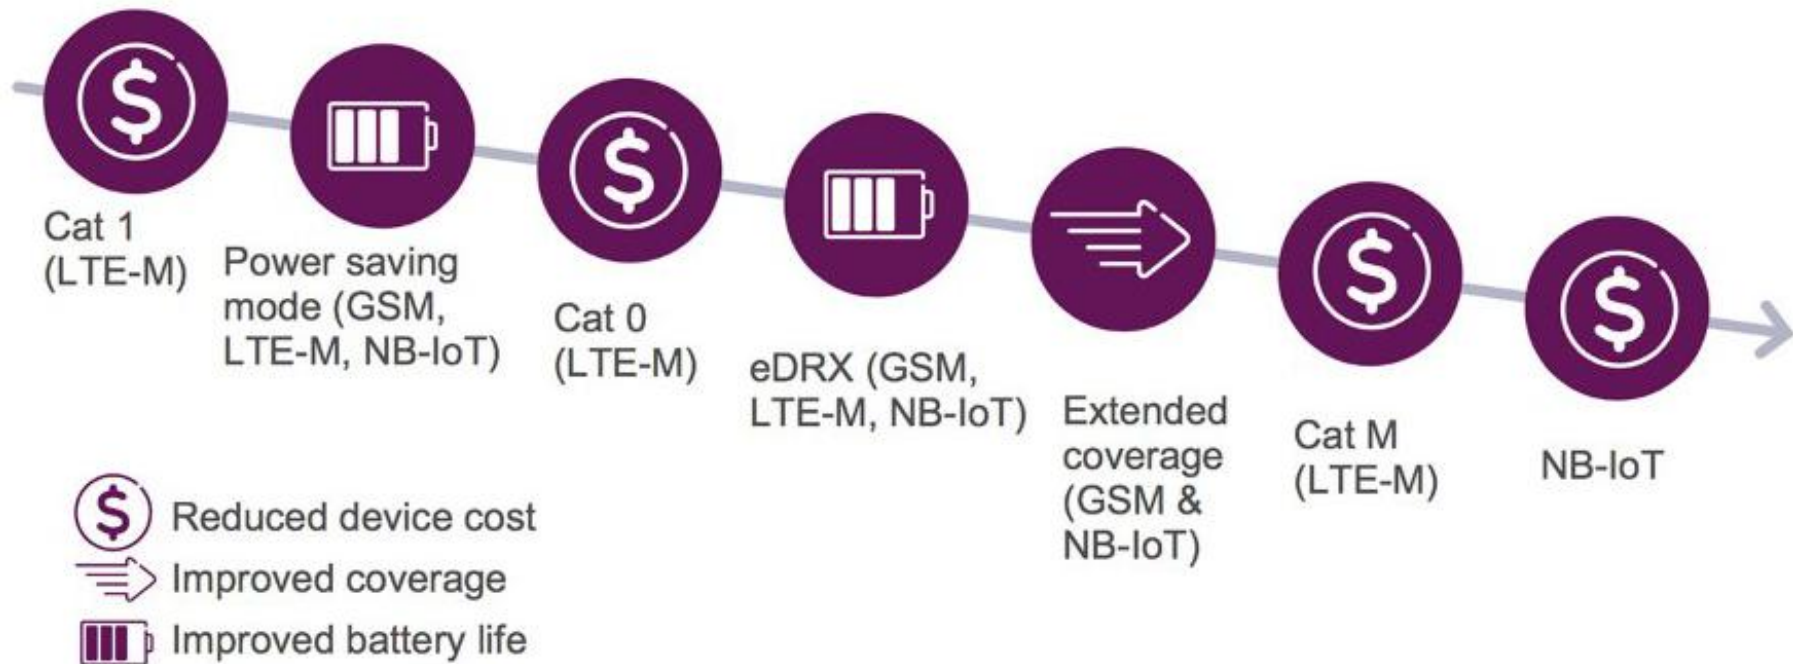 Cat 1
(LTE-M)
Power saving
mode (GSM,
LTE-M, NB-IoT)
Cat 0
(LTE-M)
eDRX (GSM,
LTE-M, NB-IoT)
Extended
coverage
(GSM &
NB-IoT)
Cat M
(LTE-M)
NB-IoT
Reduced device cost
Improved coverage
Improved battery life